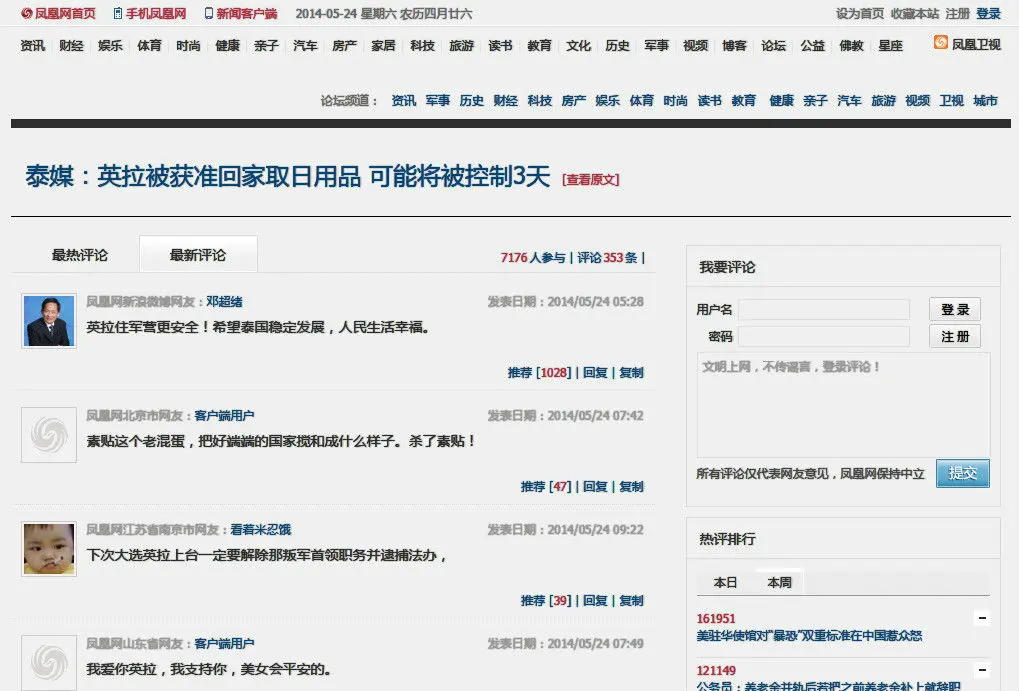 凤凰网首页 手机凤凰网 新闻客户端 2014-05-24 星期六 农历四月廿六 设为首页 收藏本站 注册 登录
资讯 财经 娱乐 体育 时尚 健康 亲子 汽车 房产 家居 科技 旅游 读书 教育 文化 历史 军事 视频 博客 论坛 公益 佛教 星座 凤凰卫视
论坛频道： 资讯 军事 历史 财经 科技 房产 娱乐 体育 时尚 读书 教育 健康 亲子 汽车 旅游 视频 卫视 城市
泰媒：英拉被获准回家取日用品 可能将被控制3天 [查看原文]
最热评论 最新评论 7176 人参与 | 评论 353 条 |
凤凰网新浪微博网友：邓超绪 发表日期：2014/05/24 05:28
英拉住军营更安全！希望泰国稳定发展，人民生活幸福。
推荐 [1028] | 回复 | 复制
凤凰网北京市网友：客户端用户 发表日期：2014/05/24 07:42
素贴这个老混蛋，把好端端的国家搅和成什么样子。杀了素贴！
推荐 [47] | 回复 | 复制
凤凰网江苏省南京市网友：看着米忍饿 发表日期：2014/05/24 09:22
下次大选英拉上台一定要解除那叛军首领职务并逮捕法办，
推荐 [39] | 回复 | 复制
凤凰网山东省网友：客户端用户 发表日期：2014/05/24 07:49
我爱你英拉，我支持你，美女会平安的。
我要评论
用户名 登 录
密码 注 册
文明上网，不传谣言，登录评论！
所有评论仅代表网友意见，凤凰网保持中立 提交
热评排行
本日 本周
161951
美驻华使馆对"暴恐"双重标准在中国惹众怒
121149
公务员：养老金并轨后若把之前养老金补上就辞职